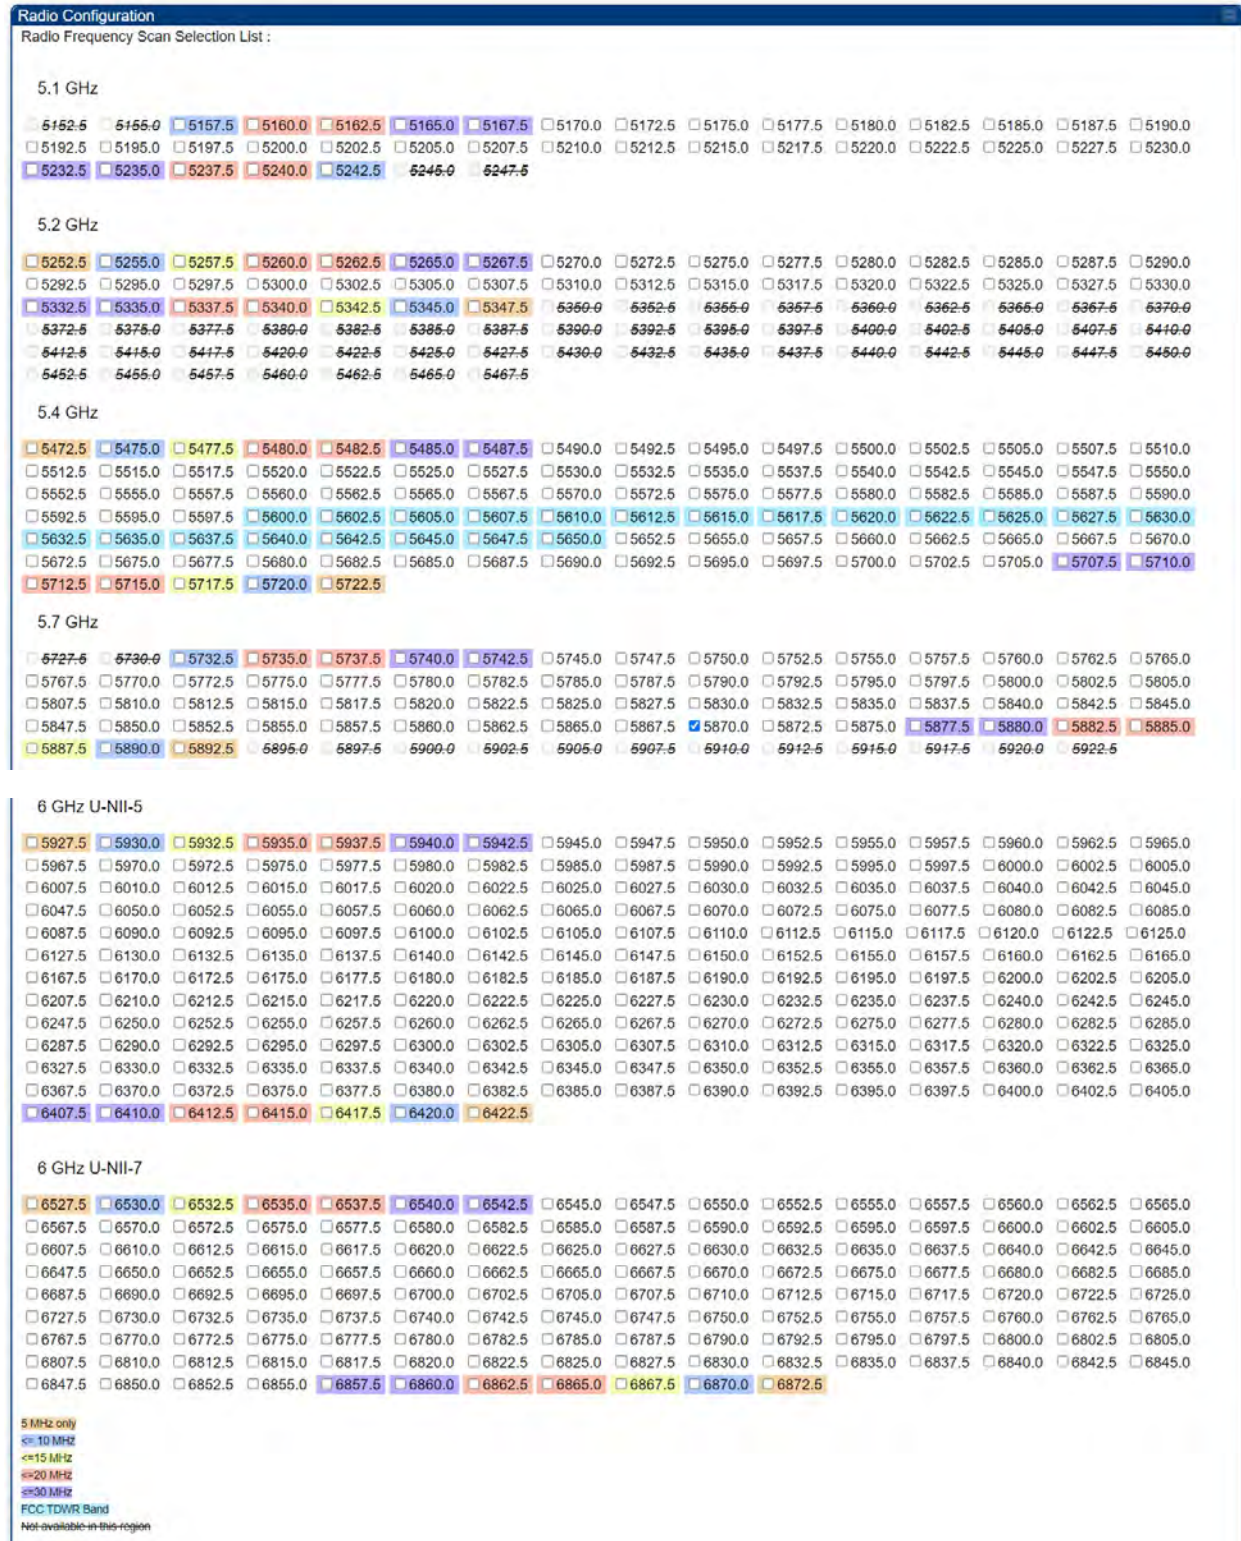 Radio Configuration
Radio Frequency Scan Selection List :
5.1 GHz
5152.5 5155.0 5157.5 5160.0 5162.5 5165.0 5167.5 5170.0 5172.5 5175.0 5177.5 5180.0 5182.5 5185.0 5187.5 5190.0
5192.5 5195.0 5197.5 5200.0 5202.5 5205.0 5207.5 5210.0 5212.5 5215.0 5217.5 5220.0 5222.5 5225.0 5227.5 5230.0
5232.5 5235.0 5237.5 5240.0 5242.5 5245.0 5247.5
5.2 GHz
5252.5 5255.0 5257.5 5260.0 5262.5 5265.0 5267.5 5270.0 5272.5 5275.0 5277.5 5280.0 5282.5 5285.0 5287.5 5290.0
5292.5 5295.0 5297.5 5300.0 5302.5 5305.0 5307.5 5310.0 5312.5 5315.0 5317.5 5320.0 5322.5 5325.0 5327.5 5330.0
5332.5 5335.0 5337.5 5340.0 5342.5 5345.0 5347.5 5350.0 5352.5 5355.0 5357.5 5360.0 5362.5 5365.0 5367.5 5370.0
5372.5 5375.0 5377.5 5380.0 5382.5 5385.0 5387.5 5390.0 5392.5 5395.0 5397.5 5400.0 5402.5 5405.0 5407.5 5410.0
5412.5 5415.0 5417.5 5420.0 5422.5 5425.0 5427.5 5430.0 5432.5 5435.0 5437.5 5440.0 5442.5 5445.0 5447.5 5450.0
5452.5 5455.0 5457.5 5460.0 5462.5 5465.0 5467.5
5.4 GHz
5472.5 5475.0 5477.5 5480.0 5482.5 5485.0 5487.5 5490.0 5492.5 5495.0 5497.5 5500.0 5502.5 5505.0 5507.5 5510.0
5512.5 5515.0 5517.5 5520.0 5522.5 5525.0 5527.5 5530.0 5532.5 5535.0 5537.5 5540.0 5542.5 5545.0 5547.5 5550.0
5552.5 5555.0 5557.5 5560.0 5562.5 5565.0 5567.5 5570.0 5572.5 5575.0 5577.5 5580.0 5582.5 5585.0 5587.5 5590.0
5592.5 5595.0 5597.5 5600.0 5602.5 5605.0 5607.5 5610.0 5612.5 5615.0 5617.5 5620.0 5622.5 5625.0 5627.5 5630.0
5632.5 5635.0 5637.5 5640.0 5642.5 5645.0 5647.5 5650.0 5652.5 5655.0 5657.5 5660.0 5662.5 5665.0 5667.5 5670.0
5672.5 5675.0 5677.5 5680.0 5682.5 5685.0 5687.5 5690.0 5692.5 5695.0 5697.5 5700.0 5702.5 5705.0 5707.5 5710.0
5712.5 5715.0 5717.5 5720.0 5722.5
5.7 GHz
5727.5 5730.0 5732.5 5735.0 5737.5 5740.0 5742.5 5745.0 5747.5 5750.0 5752.5 5755.0 5757.5 5760.0 5762.5 5765.0
5767.5 5770.0 5772.5 5775.0 5777.5 5780.0 5782.5 5785.0 5787.5 5790.0 5792.5 5795.0 5797.5 5800.0 5802.5 5805.0
5807.5 5810.0 5812.5 5815.0 5817.5 5820.0 5822.5 5825.0 5827.5 5830.0 5832.5 5835.0 5837.5 5840.0 5842.5 5845.0
5847.5 5850.0 5852.5 5855.0 5857.5 5860.0 5862.5 5865.0 5867.5 5870.0 5872.5 5875.0 5877.5 5880.0 5882.5 5885.0
5887.5 5890.0 5892.5 5895.0 5897.5 5900.0 5902.5 5905.0 5907.5 5910.0 5912.5 5915.0 5917.5 5920.0 5922.5
6 GHz U-NII-5
5927.5 5930.0 5932.5 5935.0 5937.5 5940.0 5942.5 5945.0 5947.5 5950.0 5952.5 5955.0 5957.5 5960.0 5962.5 5965.0
5967.5 5970.0 5972.5 5975.0 5977.5 5980.0 5982.5 5985.0 5987.5 5990.0 5992.5 5995.0 5997.5 6000.0 6002.5 6005.0
6007.5 6010.0 6012.5 6015.0 6017.5 6020.0 6022.5 6025.0 6027.5 6030.0 6032.5 6035.0 6037.5 6040.0 6042.5 6045.0
6047.5 6050.0 6052.5 6055.0 6057.5 6060.0 6062.5 6065.0 6067.5 6070.0 6072.5 6075.0 6077.5 6080.0 6082.5 6085.0
6087.5 6090.0 6092.5 6095.0 6097.5 6100.0 6102.5 6105.0 6107.5 6110.0 6112.5 6115.0 6117.5 6120.0 6122.5 6125.0
6127.5 6130.0 6132.5 6135.0 6137.5 6140.0 6142.5 6145.0 6147.5 6150.0 6152.5 6155.0 6157.5 6160.0 6162.5 6165.0
6167.5 6170.0 6172.5 6175.0 6177.5 6180.0 6182.5 6185.0 6187.5 6190.0 6192.5 6195.0 6197.5 6200.0 6202.5 6205.0
6207.5 6210.0 6212.5 6215.0 6217.5 6220.0 6222.5 6225.0 6227.5 6230.0 6232.5 6235.0 6237.5 6240.0 6242.5 6245.0
6247.5 6250.0 6252.5 6255.0 6257.5 6260.0 6262.5 6265.0 6267.5 6270.0 6272.5 6275.0 6277.5 6280.0 6282.5 6285.0
6287.5 6290.0 6292.5 6295.0 6297.5 6300.0 6302.5 6305.0 6307.5 6310.0 6312.5 6315.0 6317.5 6320.0 6322.5 6325.0
6327.5 6330.0 6332.5 6335.0 6337.5 6340.0 6342.5 6345.0 6347.5 6350.0 6352.5 6355.0 6357.5 6360.0 6362.5 6365.0
6367.5 6370.0 6372.5 6375.0 6377.5 6380.0 6382.5 6385.0 6387.5 6390.0 6392.5 6395.0 6397.5 6400.0 6402.5 6405.0
6407.5 6410.0 6412.5 6415.0 6417.5 6420.0 6422.5
6 GHz U-NII-7
6527.5 6530.0 6532.5 6535.0 6537.5 6540.0 6542.5 6545.0 6547.5 6550.0 6552.5 6555.0 6557.5 6560.0 6562.5 6565.0
6567.5 6570.0 6572.5 6575.0 6577.5 6580.0 6582.5 6585.0 6587.5 6590.0 6592.5 6595.0 6597.5 6600.0 6602.5 6605.0
6607.5 6610.0 6612.5 6615.0 6617.5 6620.0 6622.5 6625.0 6627.5 6630.0 6632.5 6635.0 6637.5 6640.0 6642.5 6645.0
6647.5 6650.0 6652.5 6655.0 6657.5 6660.0 6662.5 6665.0 6667.5 6670.0 6672.5 6675.0 6677.5 6680.0 6682.5 6685.0
6687.5 6690.0 6692.5 6695.0 6697.5 6700.0 6702.5 6705.0 6707.5 6710.0 6712.5 6715.0 6717.5 6720.0 6722.5 6725.0
6727.5 6730.0 6732.5 6735.0 6737.5 6740.0 6742.5 6745.0 6747.5 6750.0 6752.5 6755.0 6757.5 6760.0 6762.5 6765.0
6767.5 6770.0 6772.5 6775.0 6777.5 6780.0 6782.5 6785.0 6787.5 6790.0 6792.5 6795.0 6797.5 6800.0 6802.5 6805.0
6807.5 6810.0 6812.5 6815.0 6817.5 6820.0 6822.5 6825.0 6827.5 6830.0 6832.5 6835.0 6837.5 6840.0 6842.5 6845.0
6847.5 6850.0 6852.5 6855.0 6857.5 6860.0 6862.5 6865.0 6867.5 6870.0 6872.5
5 MHz only
<= 10 MHz
<=15 MHz
<=20 MHz
<=30 MHz
FCC TDWR Band
Not available in this region